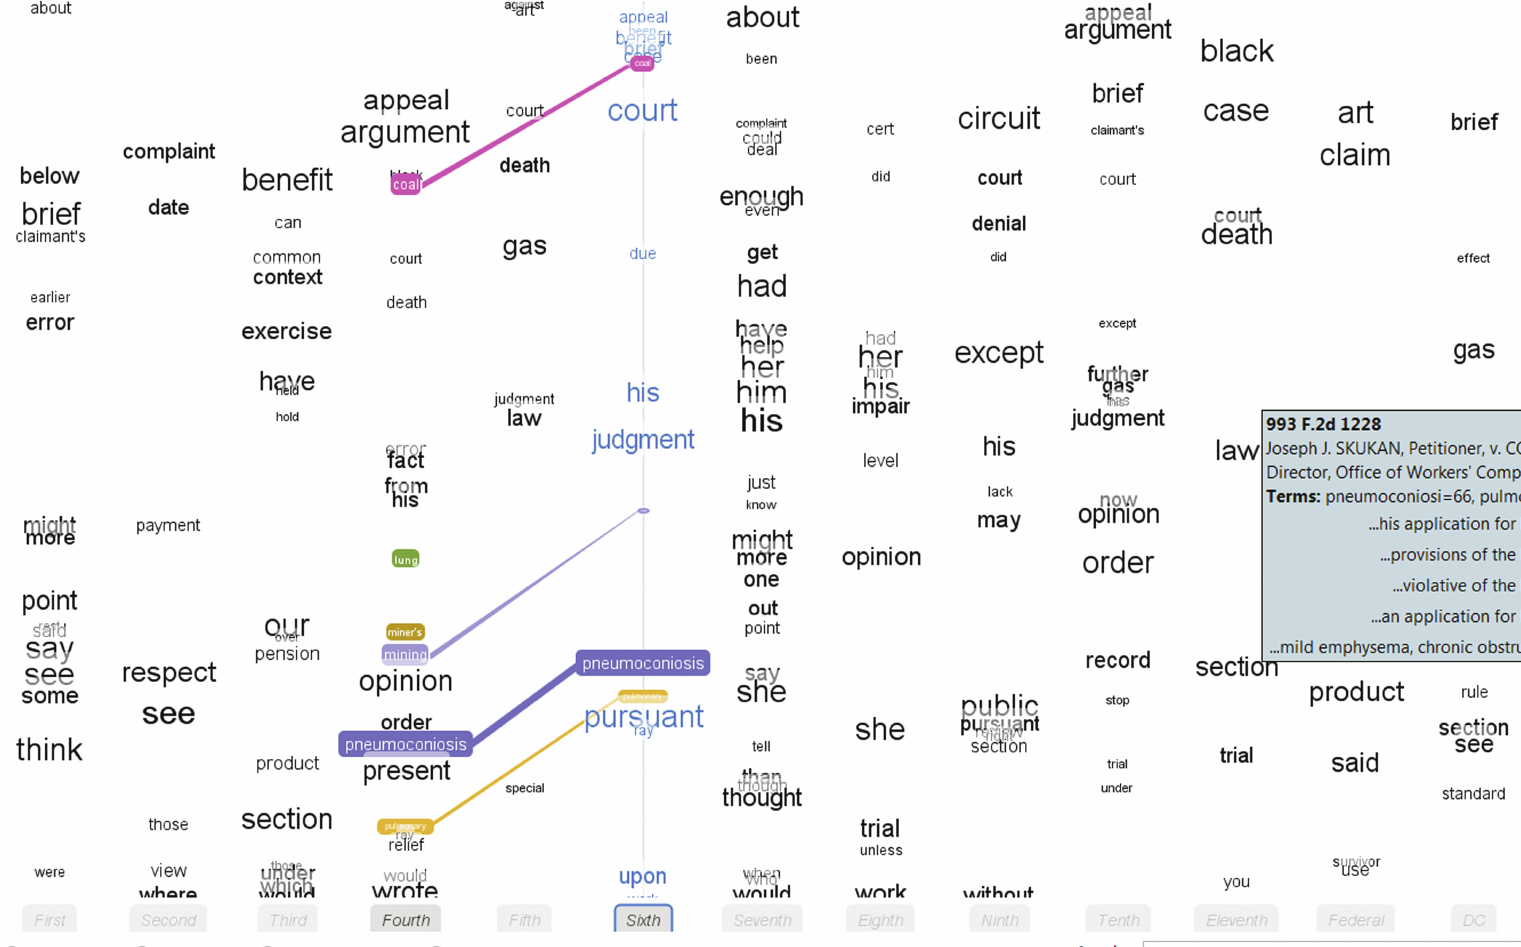 about
complaint
below
date
brief
claimant's
earlier
error
payment
might
more
point
said
say
respect
see
some
see
think
those
were
view
where
First
Second
benefit
can
common
context
exercise
have
held
hold
our
over
pension
product
section
those
under
which
would
Third
appeal
argument
black
coal
court
death
error
fact
from
his
lung
miner's
mining
opinion
order
pneumoconiosis
present
pulmonary
ray
relief
would
wrote
Fourth
against
art
court
death
gas
judgment
law
special
Fifth
appeal
been
benefit
brief
case
coal
court
due
his
judgment
pneumoconiosis
pulmonary
pursuant
ray
upon
work
Sixth
about
been
complaint
could
deal
enough
even
get
had
have
help
her
him
his
just
know
might
more
one
out
point
say
she
tell
than
though
thought
when
who
would
Seventh
cert
did
had
her
him
his
impair
level
opinion
she
trial
unless
work
Eighth
circuit
court
denial
did
except
his
lack
may
public
pursuant
right
section
without
Ninth
appeal
argument
brief
claimant's
court
except
further
gas
has
his
judgment
now
opinion
order
record
stop
trial
under
Tenth
black
case
court
death
law
section
trial
you
Eleventh
art
claim
product
said
survivor
use
Federal
brief
effect
gas
rule
section
see
standard
DC
993 F.2d 1228
Joseph J. SKUKAN, Petitioner, v. CO
Director, Office of Workers' Comp
Terms: pneumoconiosi=66, pulmo
...his application for
...provisions of the
...violative of the
...an application for
...mild emphysema, chronic obstru